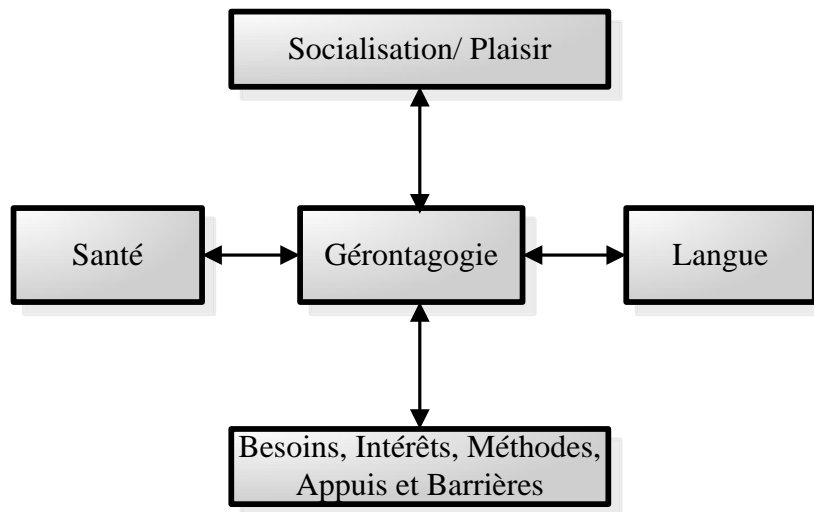 Socialisation/ Plaisir
Santé
Gérontagogie
Langue
Besoins, Intérêts, Méthodes,
Appuis et Barrières